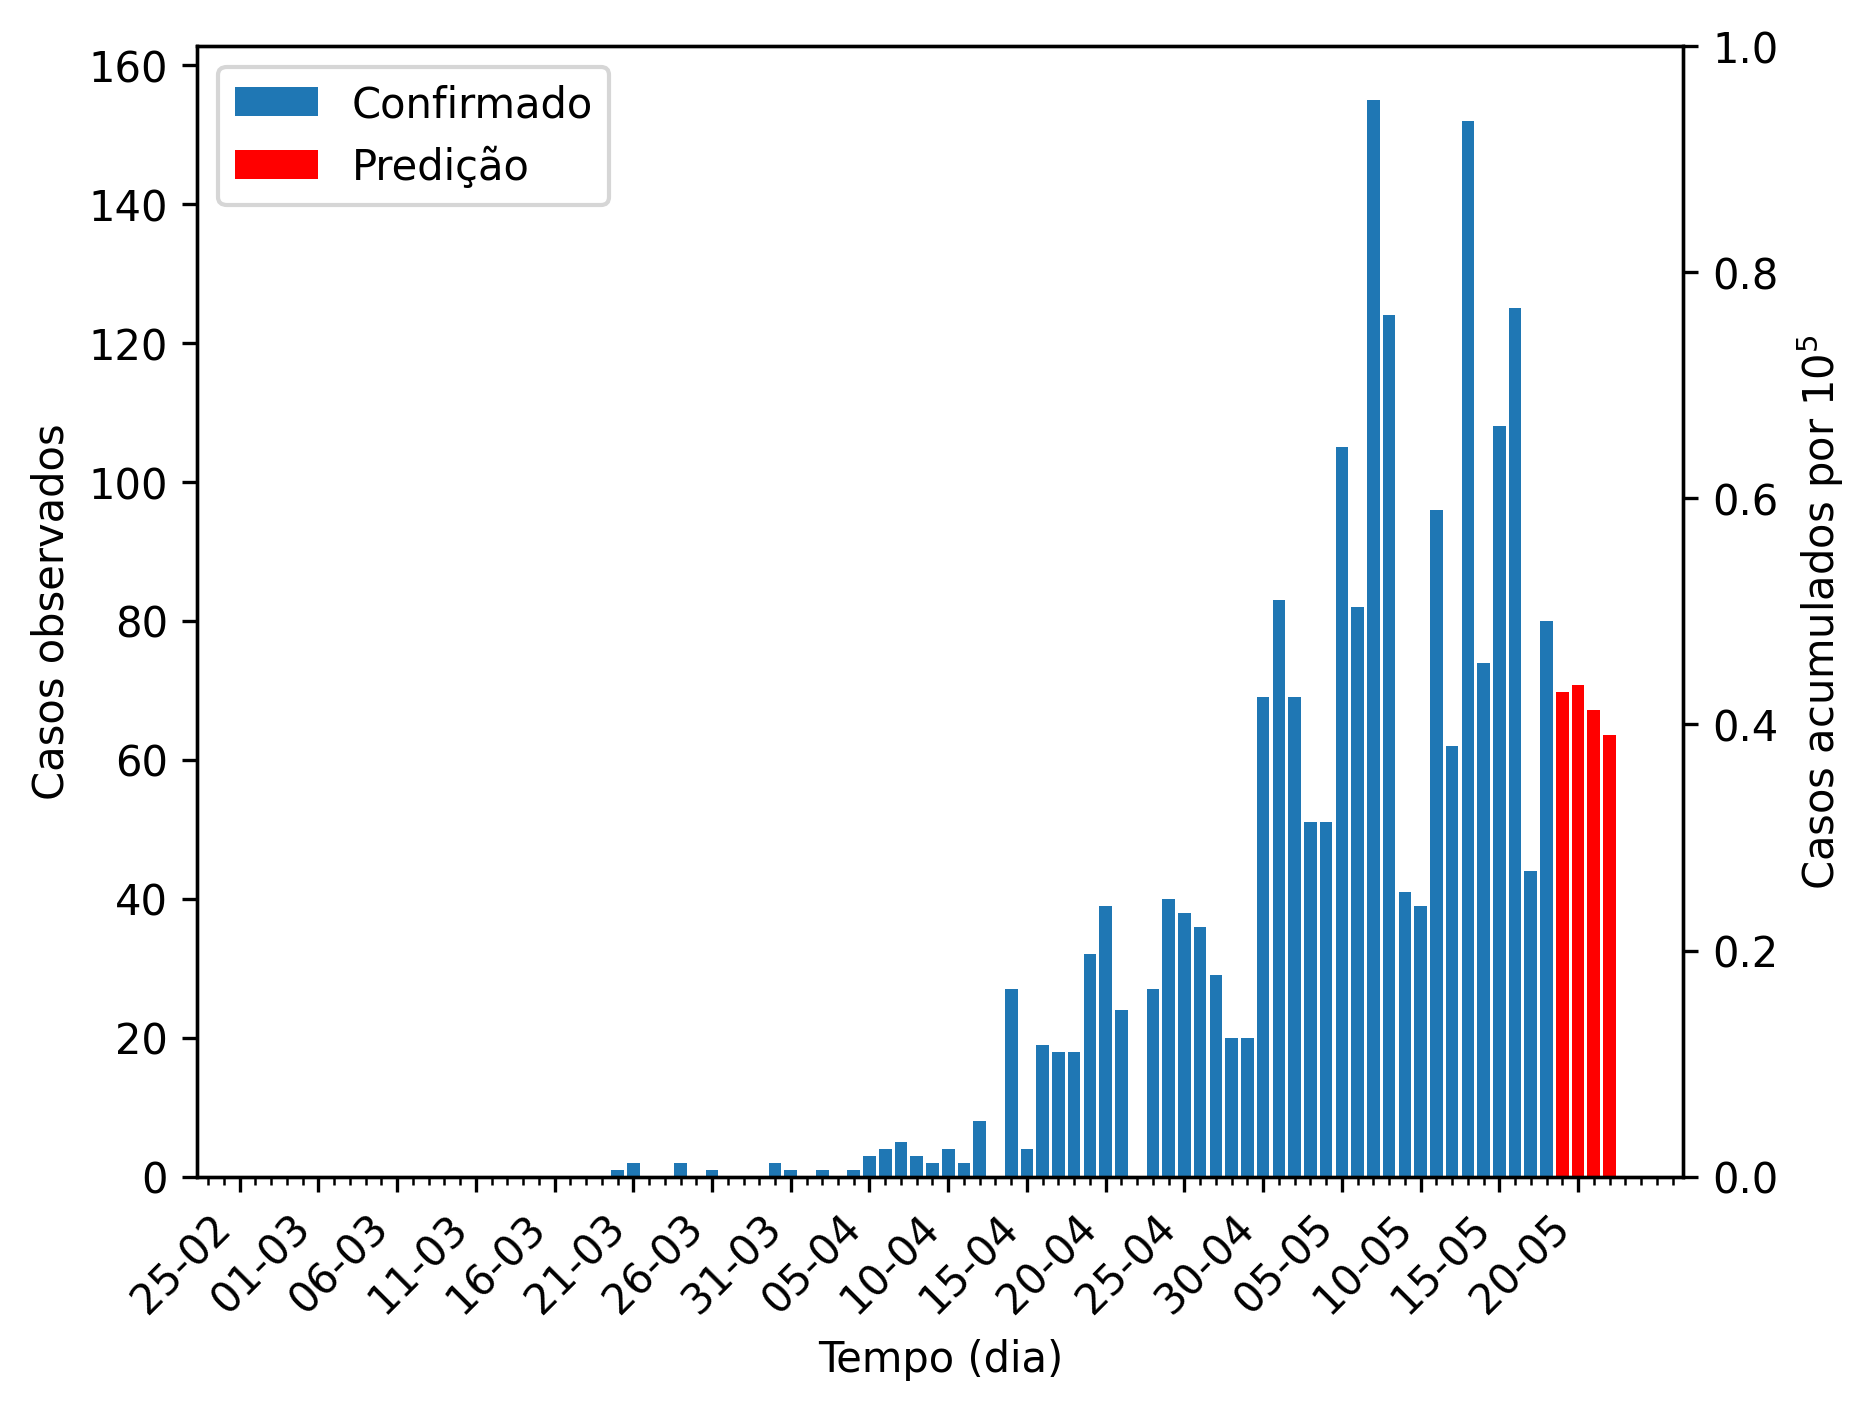 Confirmado
Predição
Casos observados
160
140
120
100
80
60
40
20
0
1.0
0.8
0.6
0.4
0.2
0.0
Casos acumulados por 10⁵
25-02 01-03 06-03 11-03 16-03 21-03 26-03 31-03 05-04 10-04 15-04 20-04 25-04 30-04 05-05 10-05 15-05 20-05
Tempo (dia)